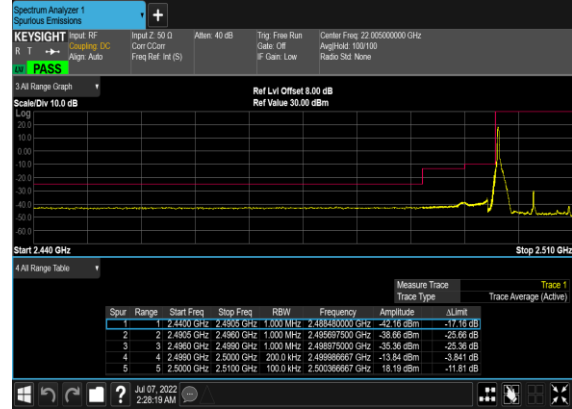 Spectrum Analyzer 1
Spurious Emissions
KEYSIGHT Input: RF Input Z: 50 Ω Atten: 40 dB Trig: Free Run Center Freq: 22.005000000 GHz
R T Coupling: DC Corr CCorr Gate: Off Avg|Hold: 100/100
Align: Auto Freq Ref: Int (S) IF Gain: Low Radio Std: None
PASS
3 All Range Graph Ref Lvl Offset 8.00 dB
Scale/Div 10.0 dB Ref Value 30.00 dBm
Log
20.0
10.0
0.00
-10.0
-20.0
-30.0
-40.0
-50.0
-60.0
Start 2.440 GHz Stop 2.510 GHz
4 All Range Table
Measure Trace Trace 1
Trace Type Trace Average (Active)
Spur Range Start Freq Stop Freq RBW Frequency Amplitude ΔLimit
1 1 2.4400 GHz 2.4905 GHz 1.000 MHz 2.488480000 GHz -42.16 dBm -17.16 dB
2 2 2.4905 GHz 2.4960 GHz 1.000 MHz 2.495697500 GHz -38.66 dBm -25.66 dB
3 3 2.4960 GHz 2.4990 GHz 1.000 MHz 2.498975000 GHz -35.36 dBm -25.36 dB
4 4 2.4990 GHz 2.5000 GHz 200.0 kHz 2.499986667 GHz -13.84 dBm -3.841 dB
5 5 2.5000 GHz 2.5100 GHz 100.0 kHz 2.500366667 GHz 18.19 dBm -11.81 dB
? Jul 07, 2022
2:28:19 AM